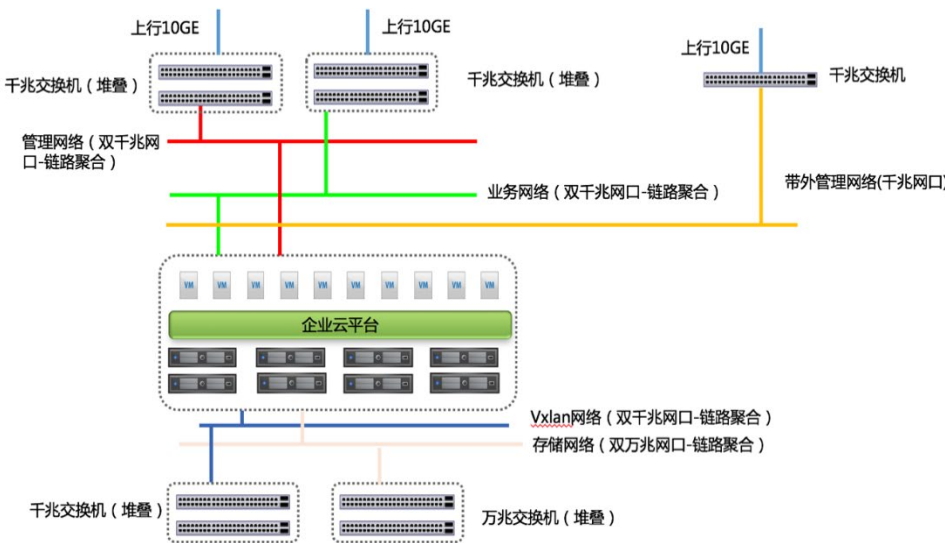 上行10GE
上行10GE
上行10GE
千兆交换机（堆叠）
千兆交换机（堆叠）
千兆交换机
管理网络（双千兆网
口-链路聚合）
业务网络（双千兆网口-链路聚合）
带外管理网络(千兆网口)
VM VM VM VM VM VM VM VM VM VM
企业云平台
Vxlan网络（双千兆网口-链路聚合）
存储网络（双万兆网口-链路聚合）
千兆交换机（堆叠）
万兆交换机（堆叠）